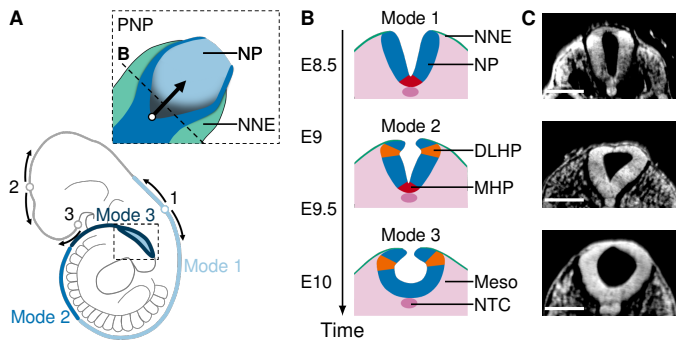 A
PNP
B
NP
NNE
2
1
3
Mode 3
Mode 1
Mode 2
B
Mode 1
E8.5
NNE
NP
E9
Mode 2
DLHP
MHP
E9.5
Mode 3
E10
Meso
NTC
Time
C